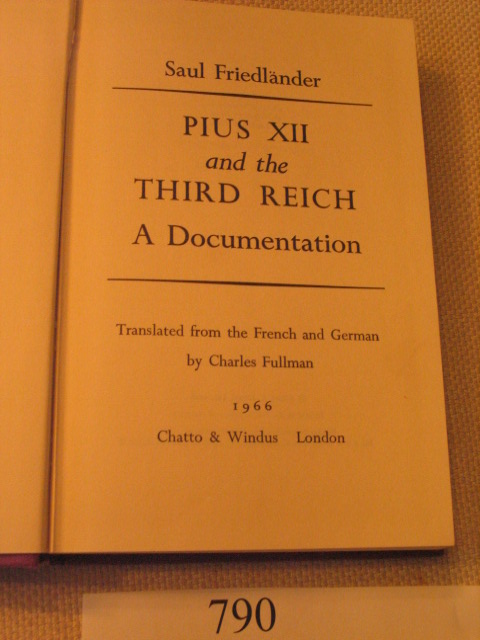 Saul Friedländer
PIUS XII
and the
THIRD REICH
A Documentation
Translated from the French and German
by Charles Fullman
1966
Chatto & Windus London
790